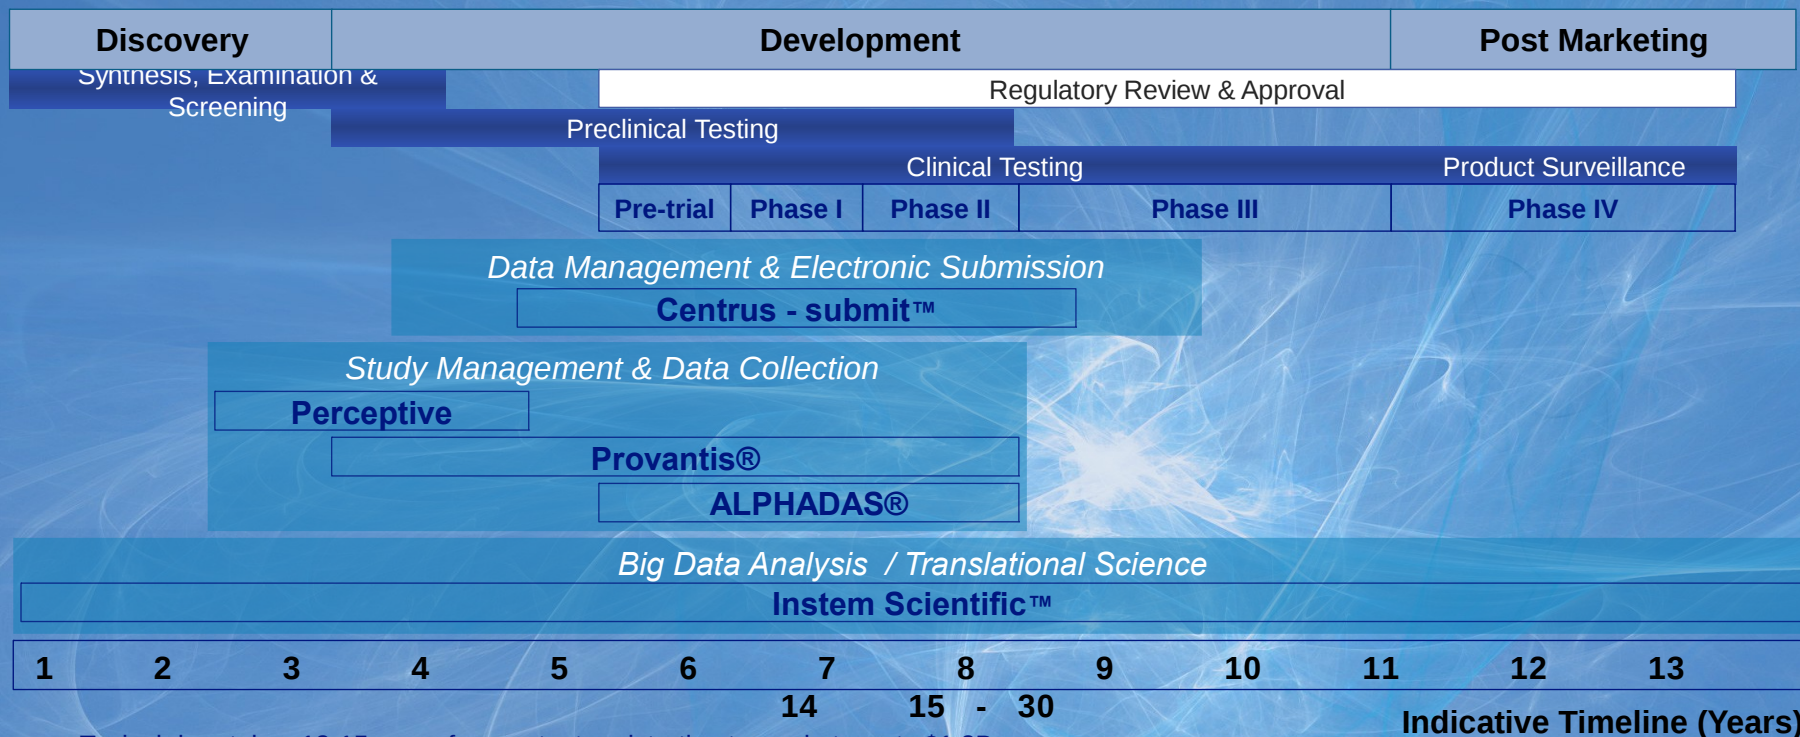 Discovery
Development
Post Marketing
Synthesis, Examination &
Screening
Regulatory Review & Approval
Preclinical Testing
Clinical Testing
Product Surveillance
Pre-trial
Phase I
Phase II
Phase III
Phase IV
Data Management & Electronic Submission
Centrus - submit™
Study Management & Data Collection
Perceptive
Provantis®
ALPHADAS®
Big Data Analysis / Translational Science
Instem Scientific™
1 2 3 4 5 6 7 8 9 10 11 12 13
14 15 - 30
Indicative Timeline (Years)